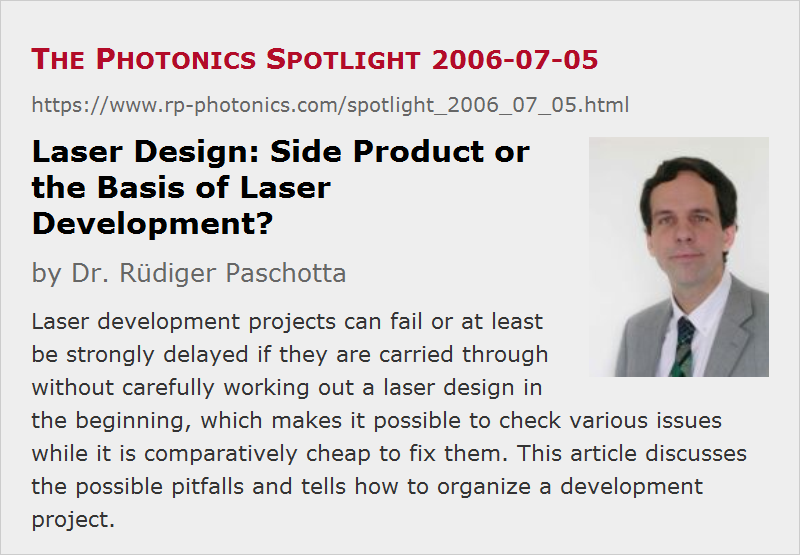 The Photonics Spotlight 2006-07-05
https://www.rp-photonics.com/spotlight_2006_07_05.html
Laser Design: Side Product or
the Basis of Laser
Development?
by Dr. Rüdiger Paschotta
Laser development projects can fail or at least
be strongly delayed if they are carried through
without carefully working out a laser design in
the beginning, which makes it possible to check various issues
while it is comparatively cheap to fix them. This article discusses
the possible pitfalls and tells how to organize a development
project.